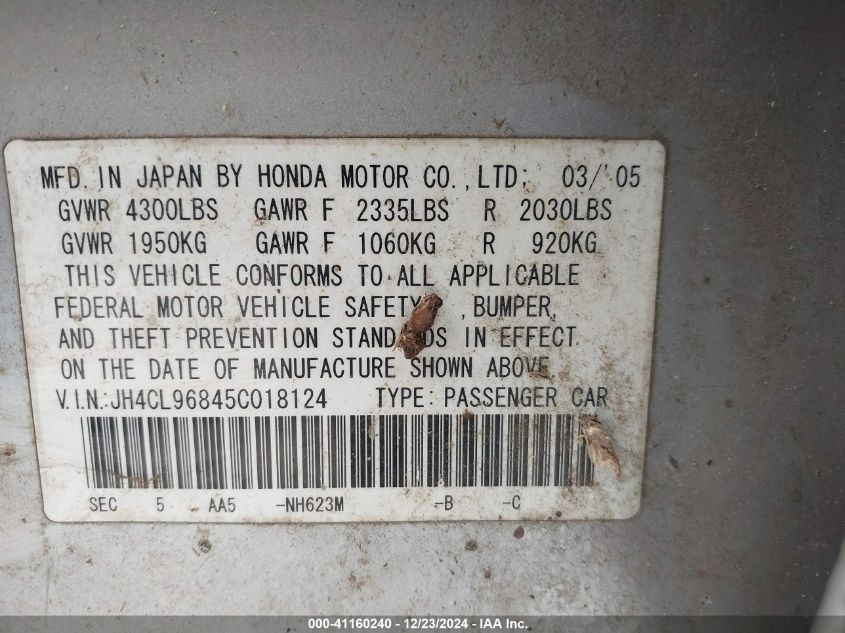 MFD. IN JAPAN BY HONDA MOTOR CO., LTD; 03/'05
GVWR 4300LBS GAWR F 2335LBS R 2030LBS
GVWR 1950KG GAWR F 1060KG R 920KG
THIS VEHICLE CONFORMS TO ALL APPLICABLE
FEDERAL MOTOR VEHICLE SAFETY, BUMPER,
AND THEFT PREVENTION STANDARDS IN EFFECT
ON THE DATE OF MANUFACTURE SHOWN ABOVE.
V.I.N.:JH4CL96845C018124 TYPE: PASSENGER CAR
SEC 5 AA5 -NH623M -B -C
000-41160240 - 12/23/2024 - IAA Inc.